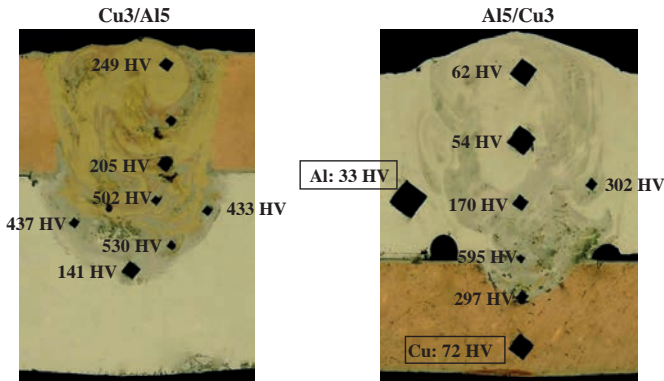 Cu3/Al5
249 HV
205 HV
502 HV
437 HV
433 HV
530 HV
141 HV
Al5/Cu3
62 HV
54 HV
Al: 33 HV
302 HV
170 HV
595 HV
297 HV
Cu: 72 HV